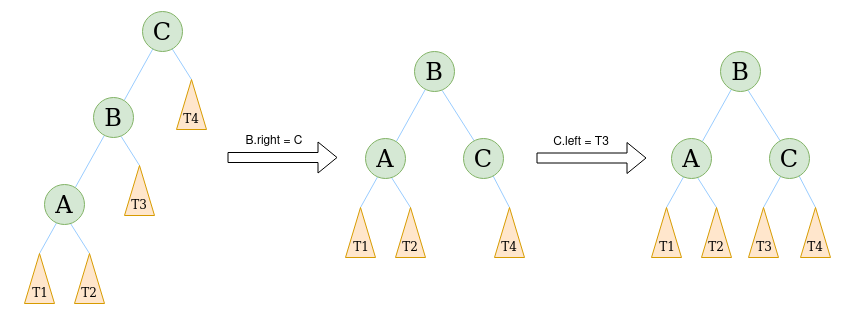 C
B
T4
A
T3
T1 T2
B.right = C
B
A C
T1 T2 T4
C.left = T3
B
A C
T1 T2 T3 T4